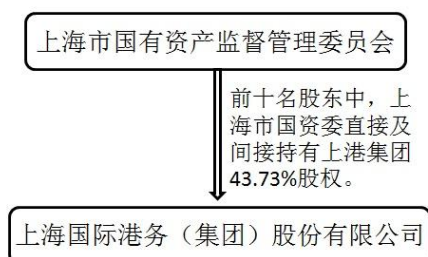 上海市国有资产监督管理委员会
前十名股东中，上
海市国资委直接及
间接持有上港集团
43.73%股权。
上海国际港务（集团）股份有限公司